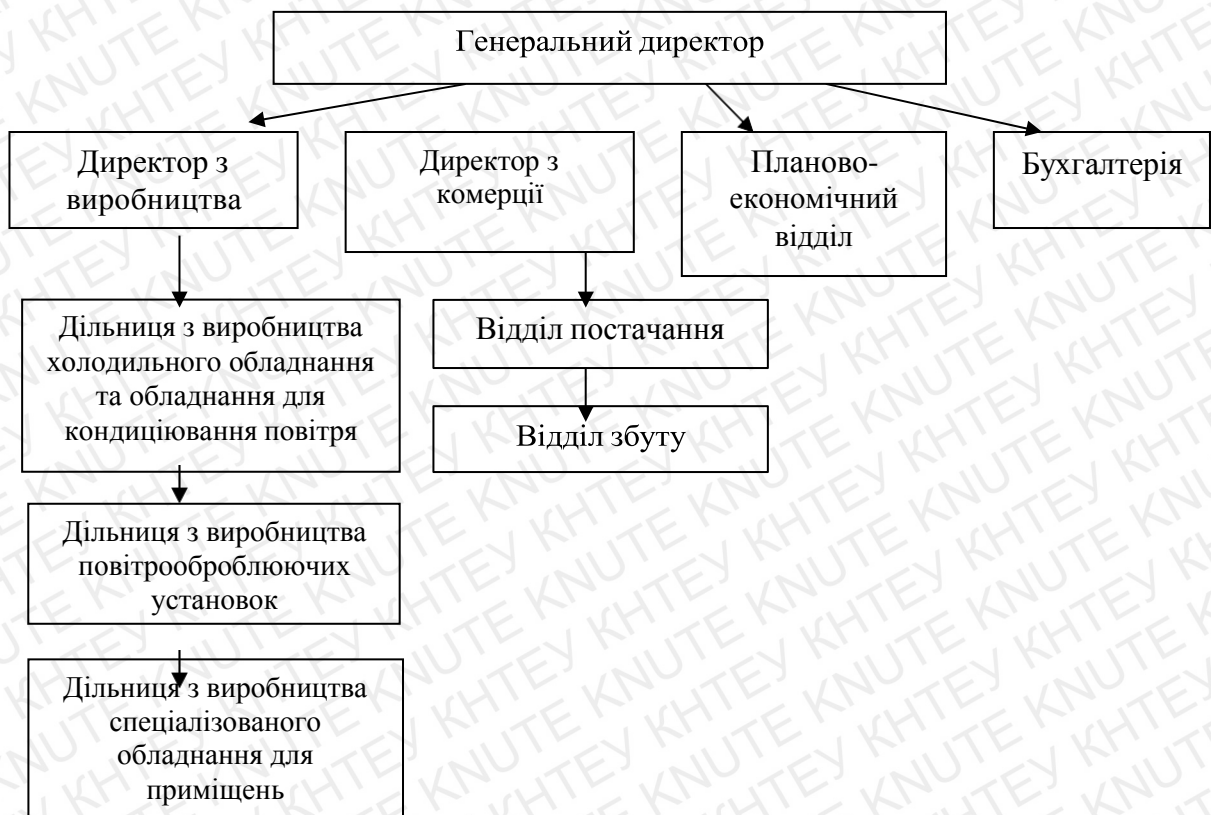 Генеральний директор
Директор з
виробництва
Директор з
комерції
Планово-
економічний
відділ
Бухгалтерія
Дільниця з виробництва
холодильного обладнання
та обладнання для
кондиціювання повітря
Відділ постачання
Відділ збуту
Дільниця з виробництва
повітрооброблюючих
установок
Дільниця з виробництва
спеціалізованого
обладнання для
приміщень